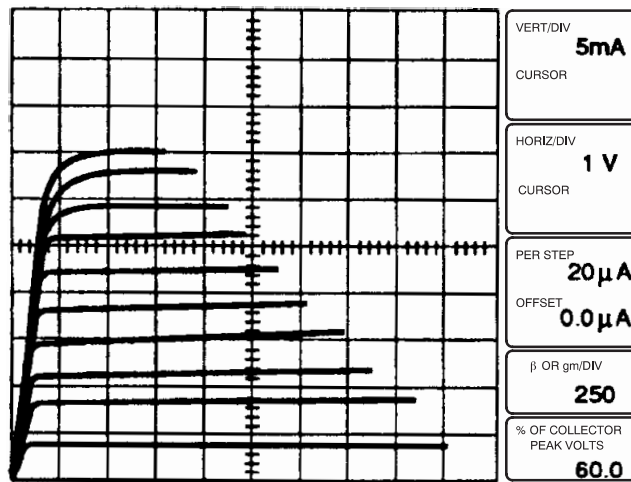 VERT/DIV
5mA
CURSOR
HORIZ/DIV
1 V
CURSOR
PER STEP
20μA
OFFSET
0.0μA
β OR gm/DIV
250
% OF COLLECTOR
PEAK VOLTS
60.0